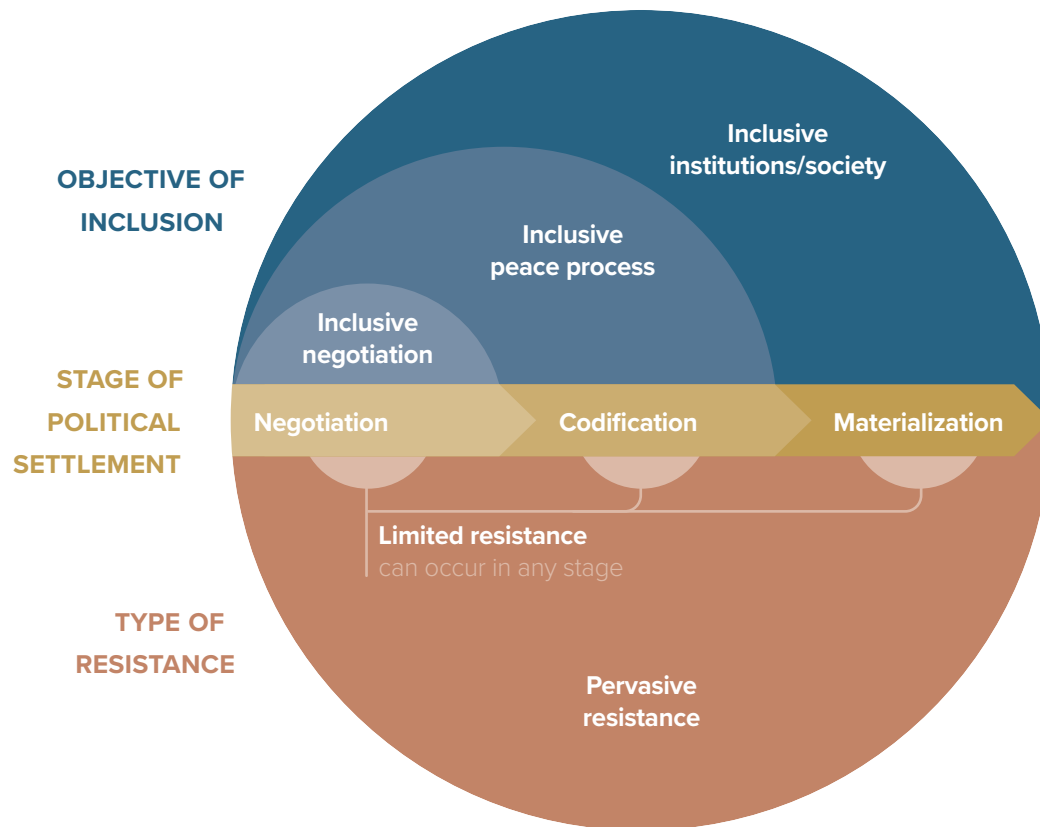 OBJECTIVE OF
INCLUSION
Inclusive
institutions/society
Inclusive
peace process
Inclusive
negotiation
STAGE OF
POLITICAL
SETTLEMENT
Negotiation
Codification
Materialization
Limited resistance
can occur in any stage
TYPE OF
RESISTANCE
Pervasive
resistance